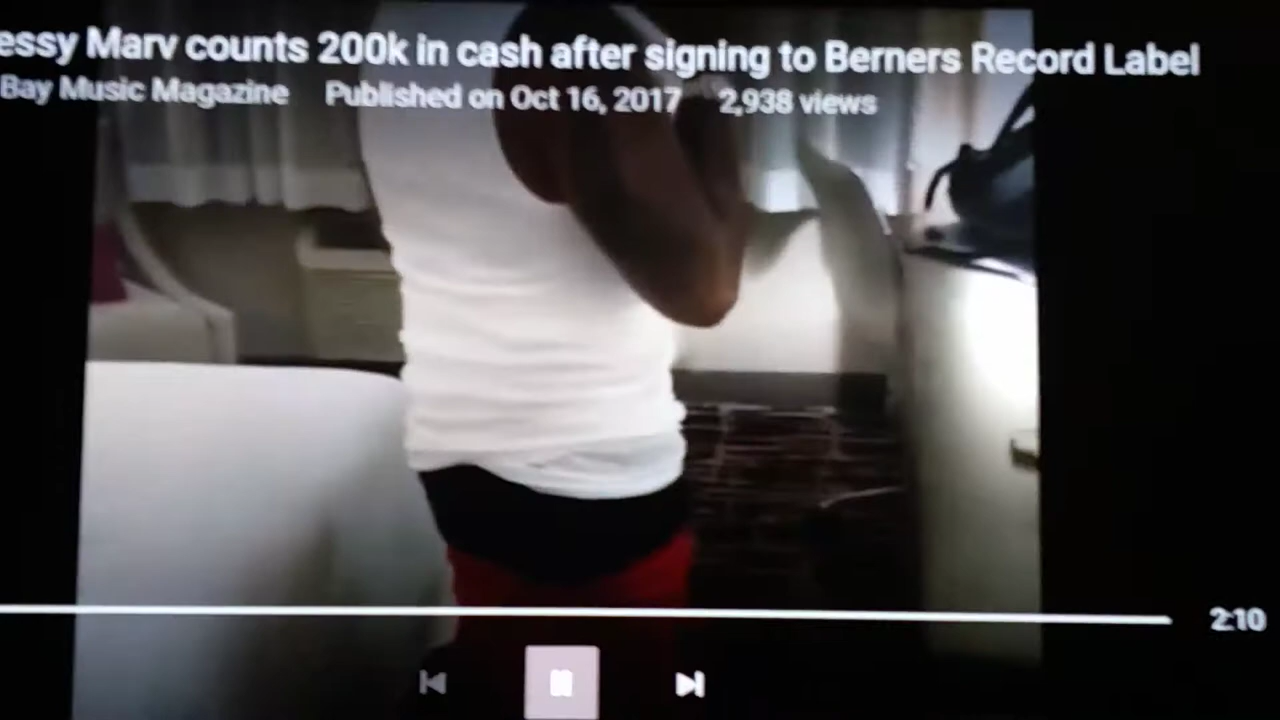 essy Marv counts 200k in cash after signing to Berners Record Label
Bay Music Magazine Published on Oct 16, 2017 2,938 views
2:10